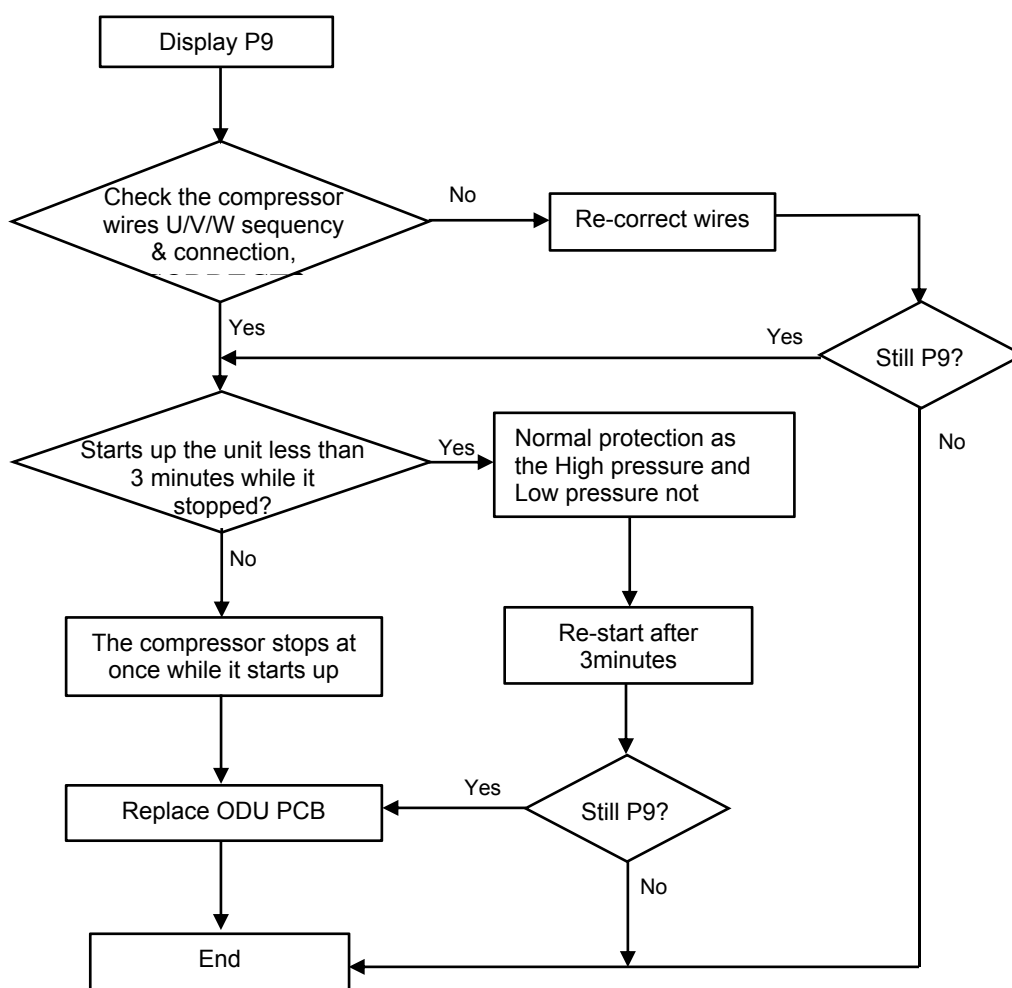 Display P9
Check the compressor
wires U/V/W sequency
& connection,
No
Re-correct wires
Yes
Yes
Still P9?
No
Starts up the unit less than
3 minutes while it
stopped?
Yes
Normal protection as
the High pressure and
Low pressure not
No
The compressor stops at
once while it starts up
Re-start after
3minutes
Replace ODU PCB
Yes
Still P9?
No
End